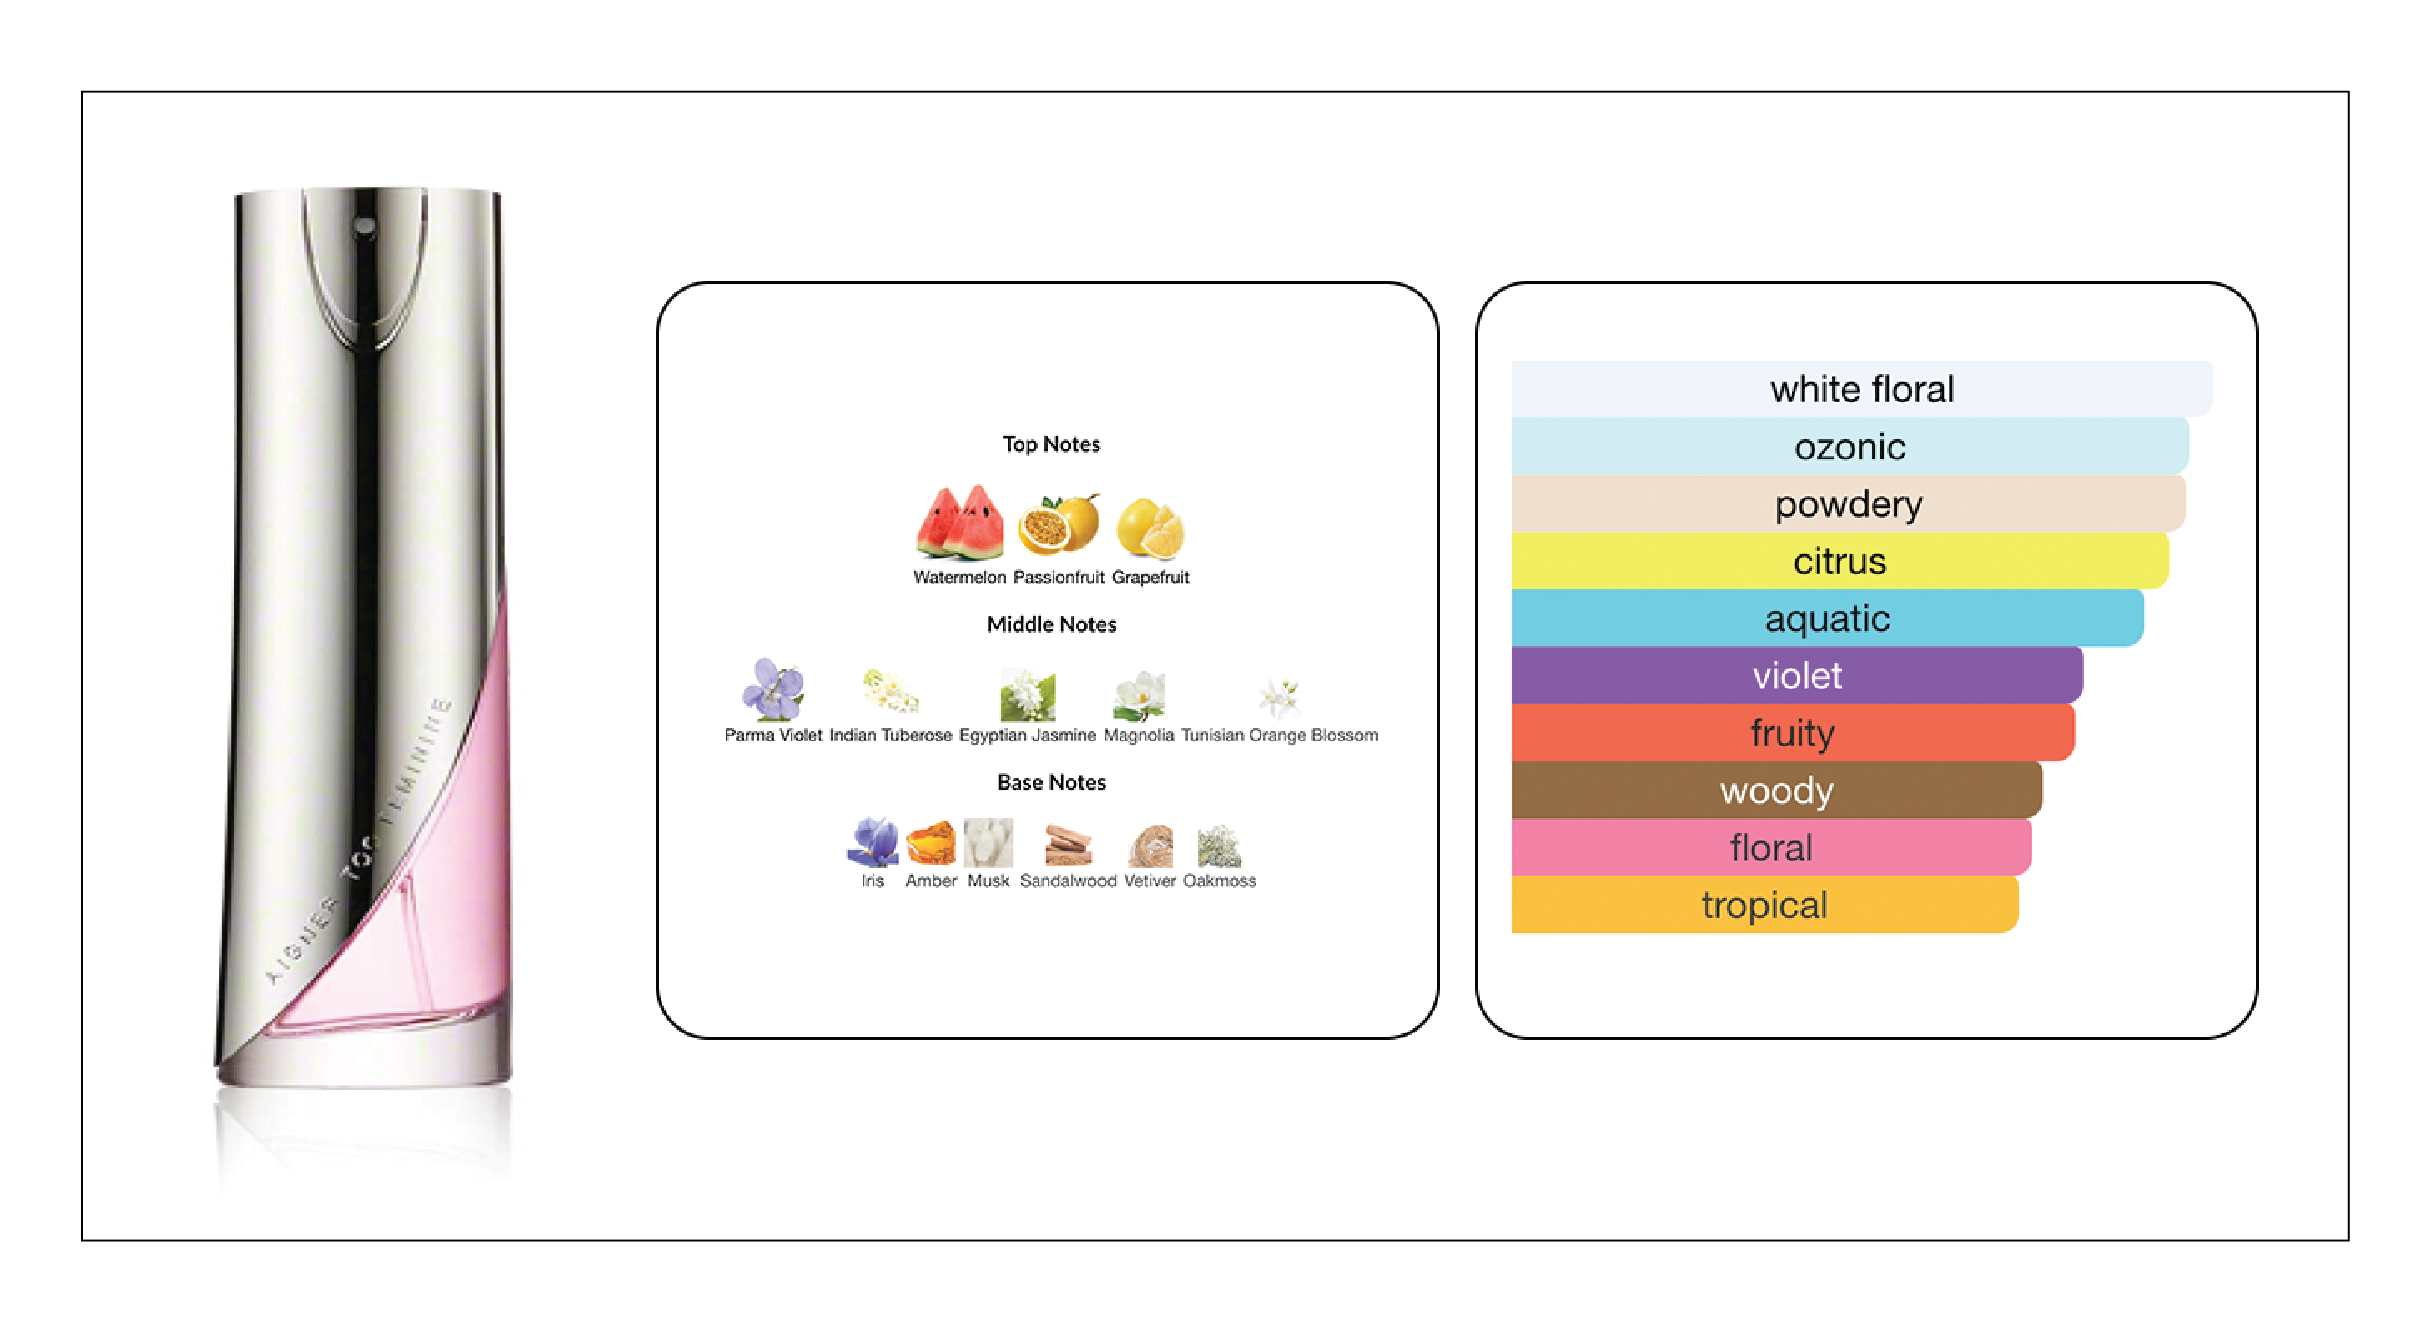 AIGNER TOO FEMININE
Top Notes
Watermelon Passionfruit Grapefruit
Middle Notes
Parma Violet Indian Tuberose Egyptian Jasmine Magnolia Tunisian Orange Blossom
Base Notes
Iris Amber Musk Sandalwood Vetiver Oakmoss
white floral
ozonic
powdery
citrus
aquatic
violet
fruity
woody
floral
tropical